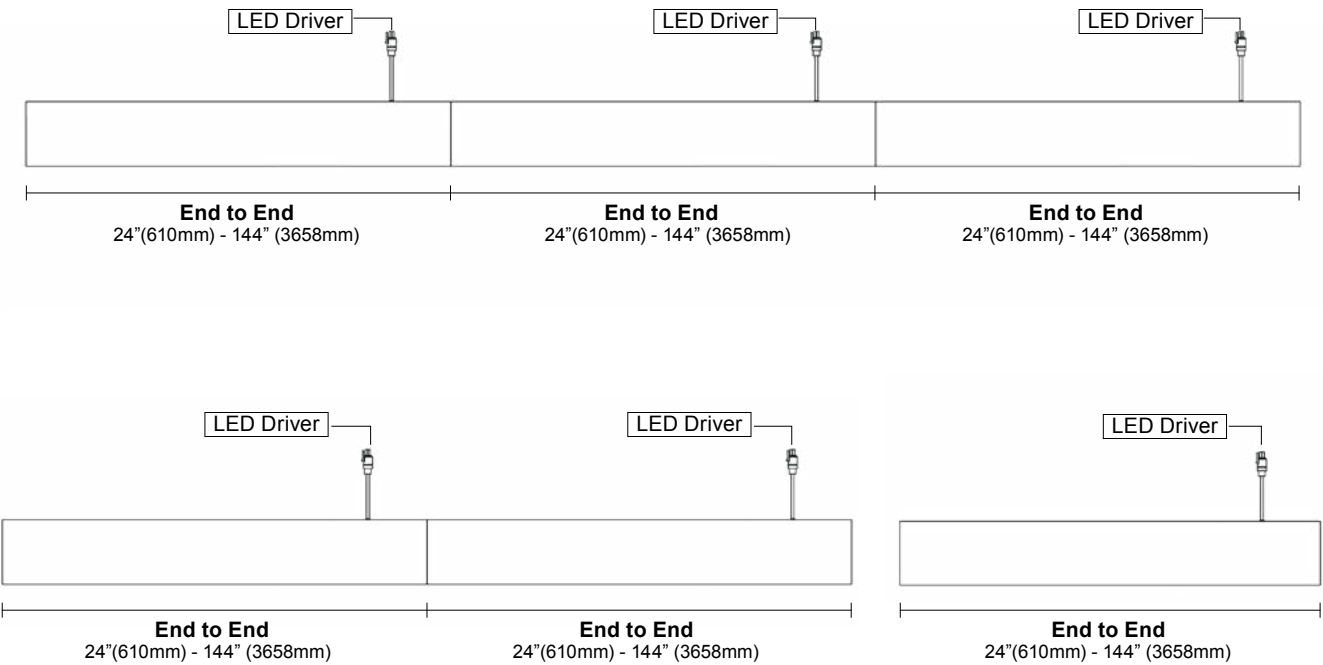 LED Driver
LED Driver
LED Driver
End to End
24”(610mm) - 144” (3658mm)
End to End
24”(610mm) - 144” (3658mm)
End to End
24”(610mm) - 144” (3658mm)
LED Driver
LED Driver
LED Driver
End to End
24”(610mm) - 144” (3658mm)
End to End
24”(610mm) - 144” (3658mm)
End to End
24”(610mm) - 144” (3658mm)